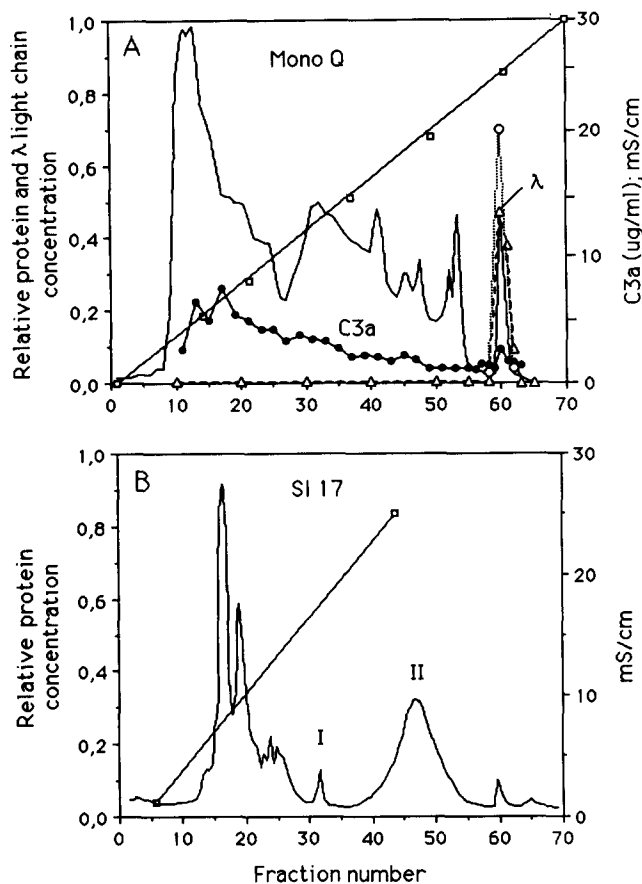 A
Mono Q
1,0
0,8
0,6
0,4
0,2
0,0
Relative protein and λ light chain
concentration
30
20
10
0
C3a (ug/ml); mS/cm
λ
C3a
0 10 20 30 40 50 60 70
B
SI 17
1,0
0,8
0,6
0,4
0,2
0,0
Relative protein
concentration
30
20
10
0
mS/cm
I
II
0 10 20 30 40 50 60 70
Fraction number